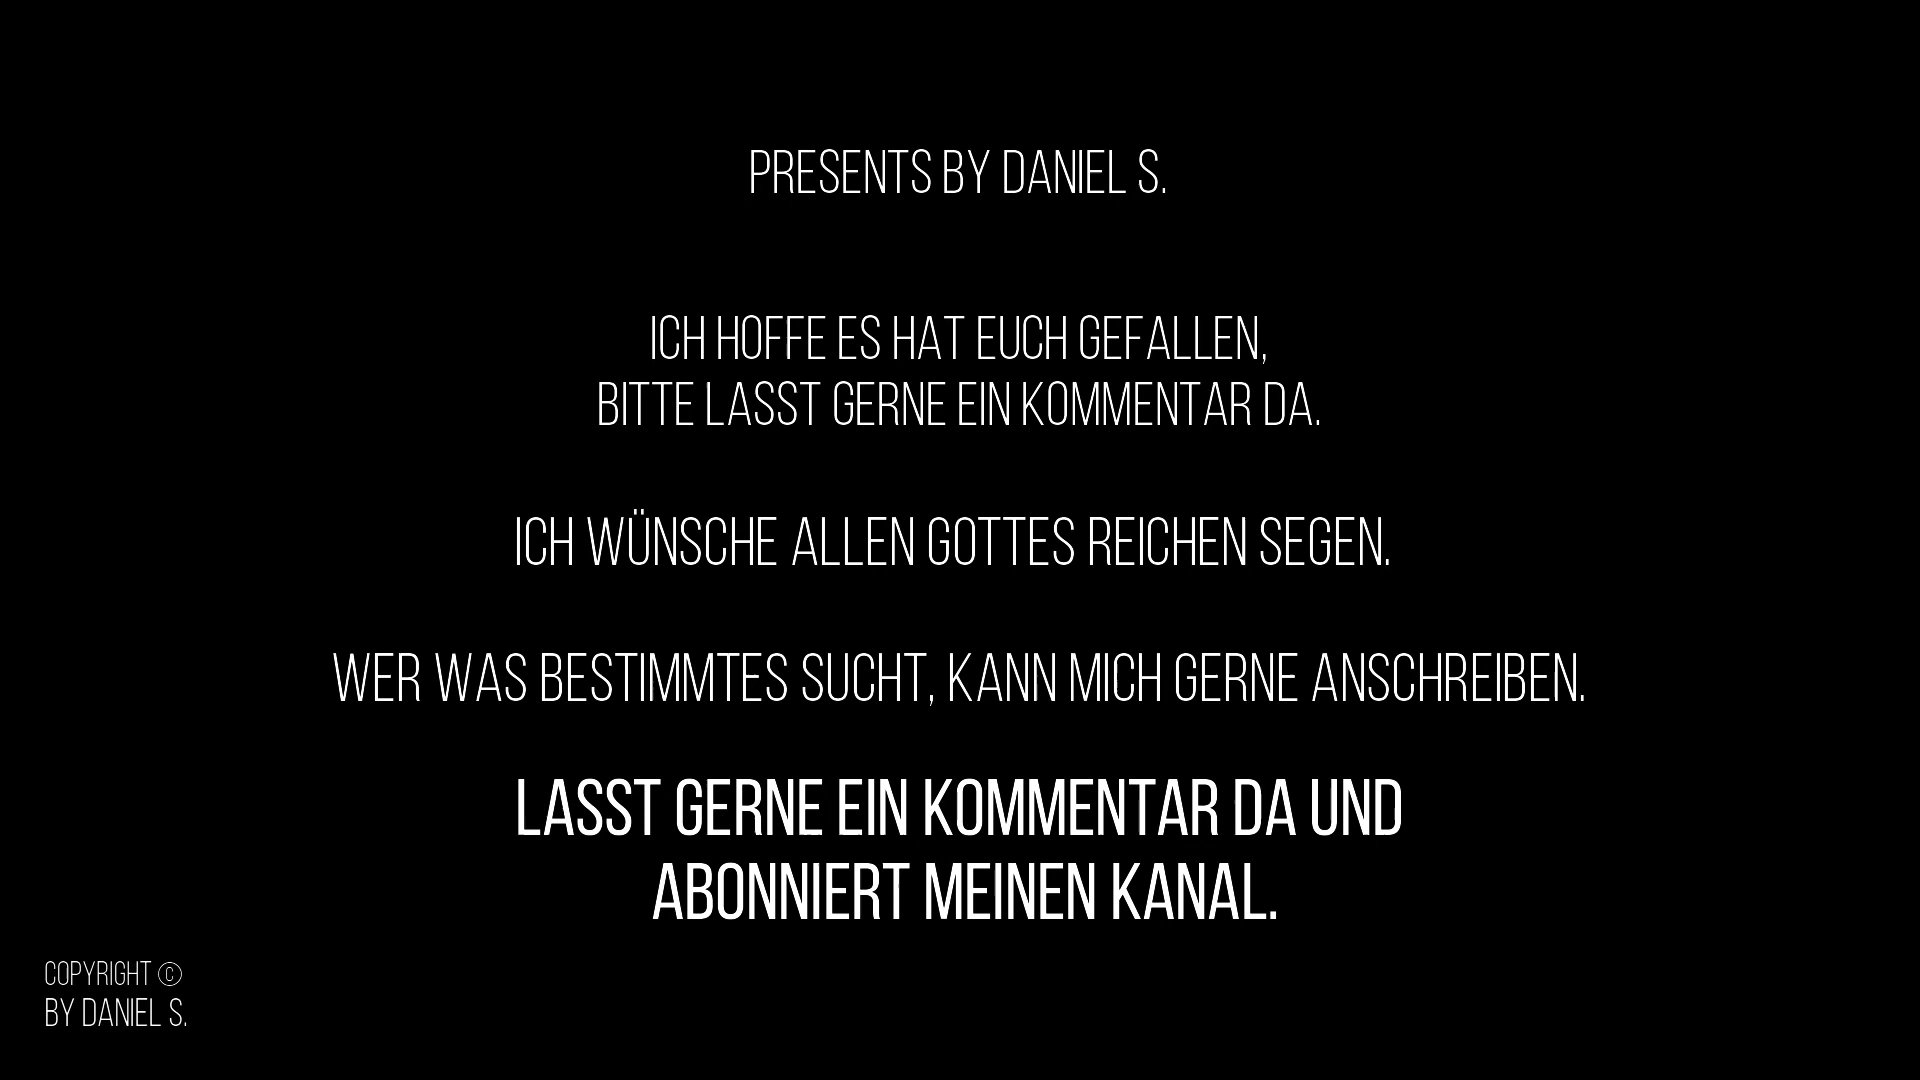 PRESENTS BY DANIEL S.
ICH HOFFE ES HAT EUCH GEFALLEN,
BITTE LASST GERNE EIN KOMMENTAR DA.
ICH WÜNSCHE ALLEN GOTTES REICHEN SEGEN.
WER WAS BESTIMMTES SUCHT, KANN MICH GERNE ANSCHREIBEN.
LASST GERNE EIN KOMMENTAR DA UND
ABONNIERT MEINEN KANAL.
COPYRIGHT ©
BY DANIEL S.